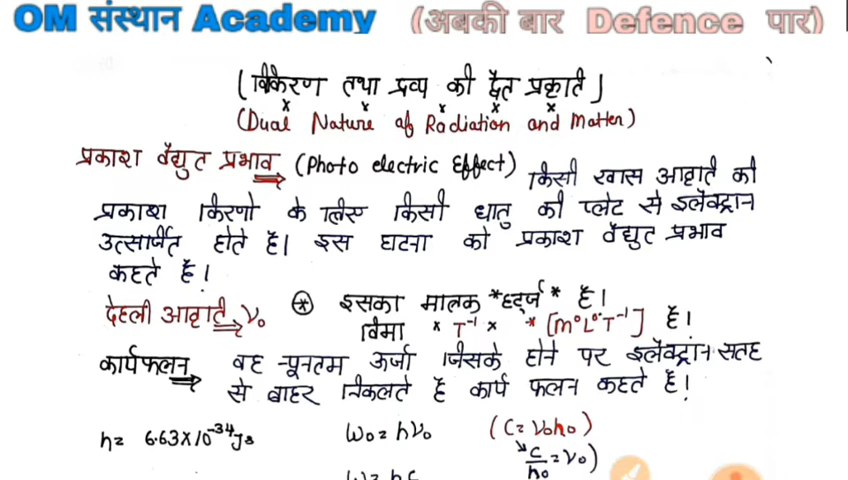 OM संस्थान Academy (अबकी बार Defence पार)
(विकिरण तथा द्रव्य की द्वैत प्रकृति)
(Dual Nature of Radiation and Matter)
प्रकाश वैद्युत प्रभाव ⇒ (Photo electric Effect) किसी खास आवृति की
प्रकाश किरणो के लिए किसी धातु की प्लेट से इलेक्ट्रान
उत्सर्जित होते है। इस घटना को प्रकाश वैद्युत प्रभाव
कहते है।
देहली आवृति ⇒ ν₀ * इसका मात्रक *हर्ट्ज * है।
विमा * T⁻¹ * * [M⁰L⁰T⁻¹] है।
कार्यफलन ⇒ वह न्यूनतम ऊर्जा जिसके होने पर इलेक्ट्रान सतह
से बाहर निकलते है कार्य फलन कहते है।
h = 6.63×10⁻³⁴Js W₀ = hν₀ (c = ν₀λ₀)
c/λ₀ = ν₀)